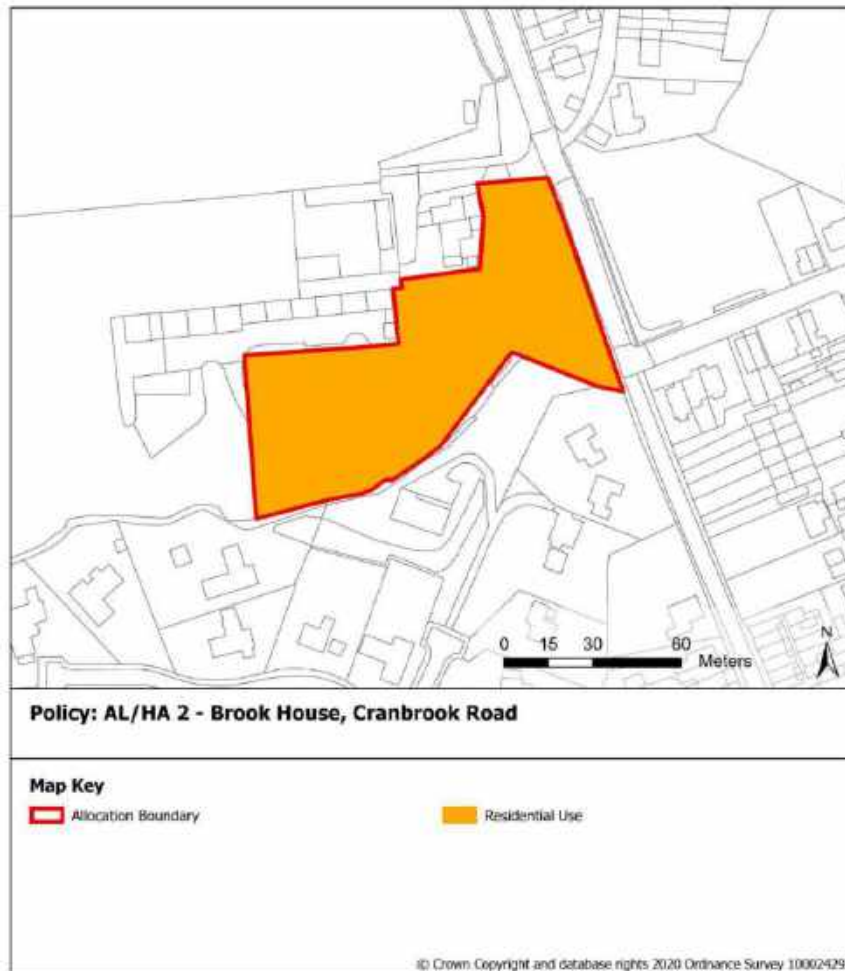 0 15 30 60
Meters
N
Policy: AL/HA 2 - Brook House, Cranbrook Road
Map Key
Allocation Boundary
Residential Use
© Crown Copyright and database rights 2020 Ordnance Survey 10002429